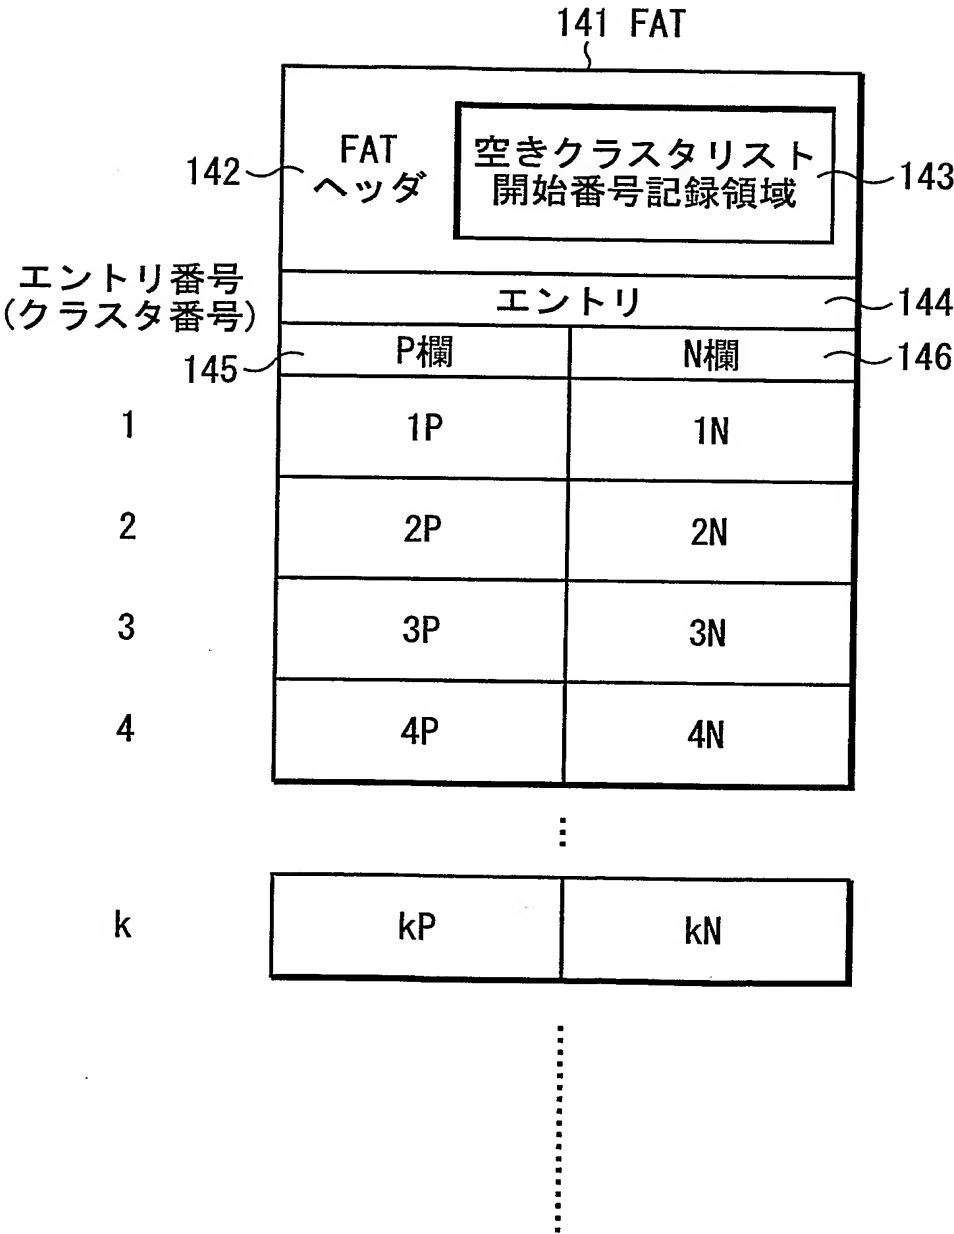 141 FAT
142
FAT
ヘッダ
空きクラスタリスト
開始番号記録領域
143
エントリ番号
(クラスタ番号)
エントリ
144
145
P欄
N欄
146
1
1P
1N
2
2P
2N
3
3P
3N
4
4P
4N
k
kP
kN